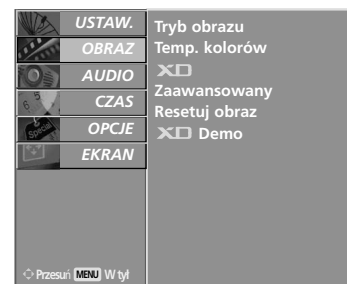 USTAW.
OBRAZ
AUDIO
CZAS
OPCJE
EKRAN
Tryb obrazu
Temp. kolorów
XD
Zaawansowany
Resetuj obraz
XD Demo
Przesuń MENU W tył